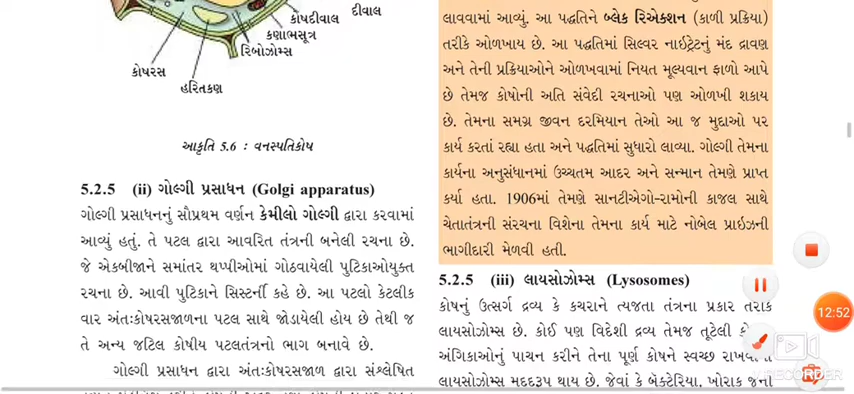 કોષદીવાલ
દીવાલ
કણાભસૂત્ર
રિબોઝોમ્સ
કોષરસ
હરિતકણ
આકૃતિ 5.6 : વનસ્પતિકોષ
5.2.5 (ii) ગોલ્ગી પ્રસાધન (Golgi apparatus)
ગોલ્ગી પ્રસાધનનું સૌપ્રથમ વર્ણન કેમીલો ગોલ્ગી દ્વારા કરવામાં
આવ્યું હતું. તે પટલ દ્વારા આવરિત તંત્રની બનેલી રચના છે.
જે એકબીજાને સમાંતર થપ્પીઓમાં ગોઠવાયેલી પુટિકાઓયુક્ત
રચના છે. આવી પુટિકાને સિસ્ટર્ની કહે છે. આ પટલો કેટલીક
વાર અંતઃકોષરસજાળના પટલ સાથે જોડાયેલી હોય છે તેથી જ
તે અન્ય જટિલ કોષીય પટલતંત્રનો ભાગ બનાવે છે.
ગોલ્ગી પ્રસાધન દ્વારા અંતઃકોષરસજાળ દ્વારા સંશ્લેષિત
લાવવામાં આવ્યું. આ પદ્ધતિને બ્લેક રિએક્શન (કાળી પ્રક્રિયા)
તરીકે ઓળખાય છે. આ પદ્ધતિમાં સિલ્વર નાઇટ્રેટનું મંદ દ્રાવણ
અને તેની પ્રક્રિયાઓને ઓળખવામાં નિયત મૂલ્યવાન ફાળો આપે
છે તેમજ કોષોની અતિ સંવેદી રચનાઓ પણ ઓળખી શકાય
છે. તેમના સમગ્ર જીવન દરમિયાન તેઓ આ જ મુદ્દાઓ પર
કાર્ય કરતાં રહ્યા હતા અને પદ્ધતિમાં સુધારો લાવ્યા. ગોલ્ગી તેમના
કાર્યના અનુસંધાનમાં ઉચ્ચતમ આદર અને સન્માન તેમણે પ્રાપ્ત
કર્યા હતા. 1906માં તેમણે સાનટીએગો-રામોની કાજલ સાથે
ચેતાતંત્રની સંરચના વિશેના તેમના કાર્ય માટે નોબેલ પ્રાઇઝની
ભાગીદારી મેળવી હતી.
5.2.5 (iii) લાયસોઝોમ્સ (Lysosomes)
કોષનું ઉત્સર્ગ દ્રવ્ય કે કચરાને ત્યજતા તંત્રના પ્રકાર તરીકે
લાયસોઝોમ્સ છે. કોઈ પણ વિદેશી દ્રવ્ય તેમજ તૂટેલી
અંગિકાઓનું પાચન કરીને તેના પૂર્ણ કોષને સ્વચ્છ
લાયસોઝોમ્સ મદદરૂપ થાય છે. જેવાં કે બૅક્ટેરિયા, ખોરાક જના
12:52
XRECORDER